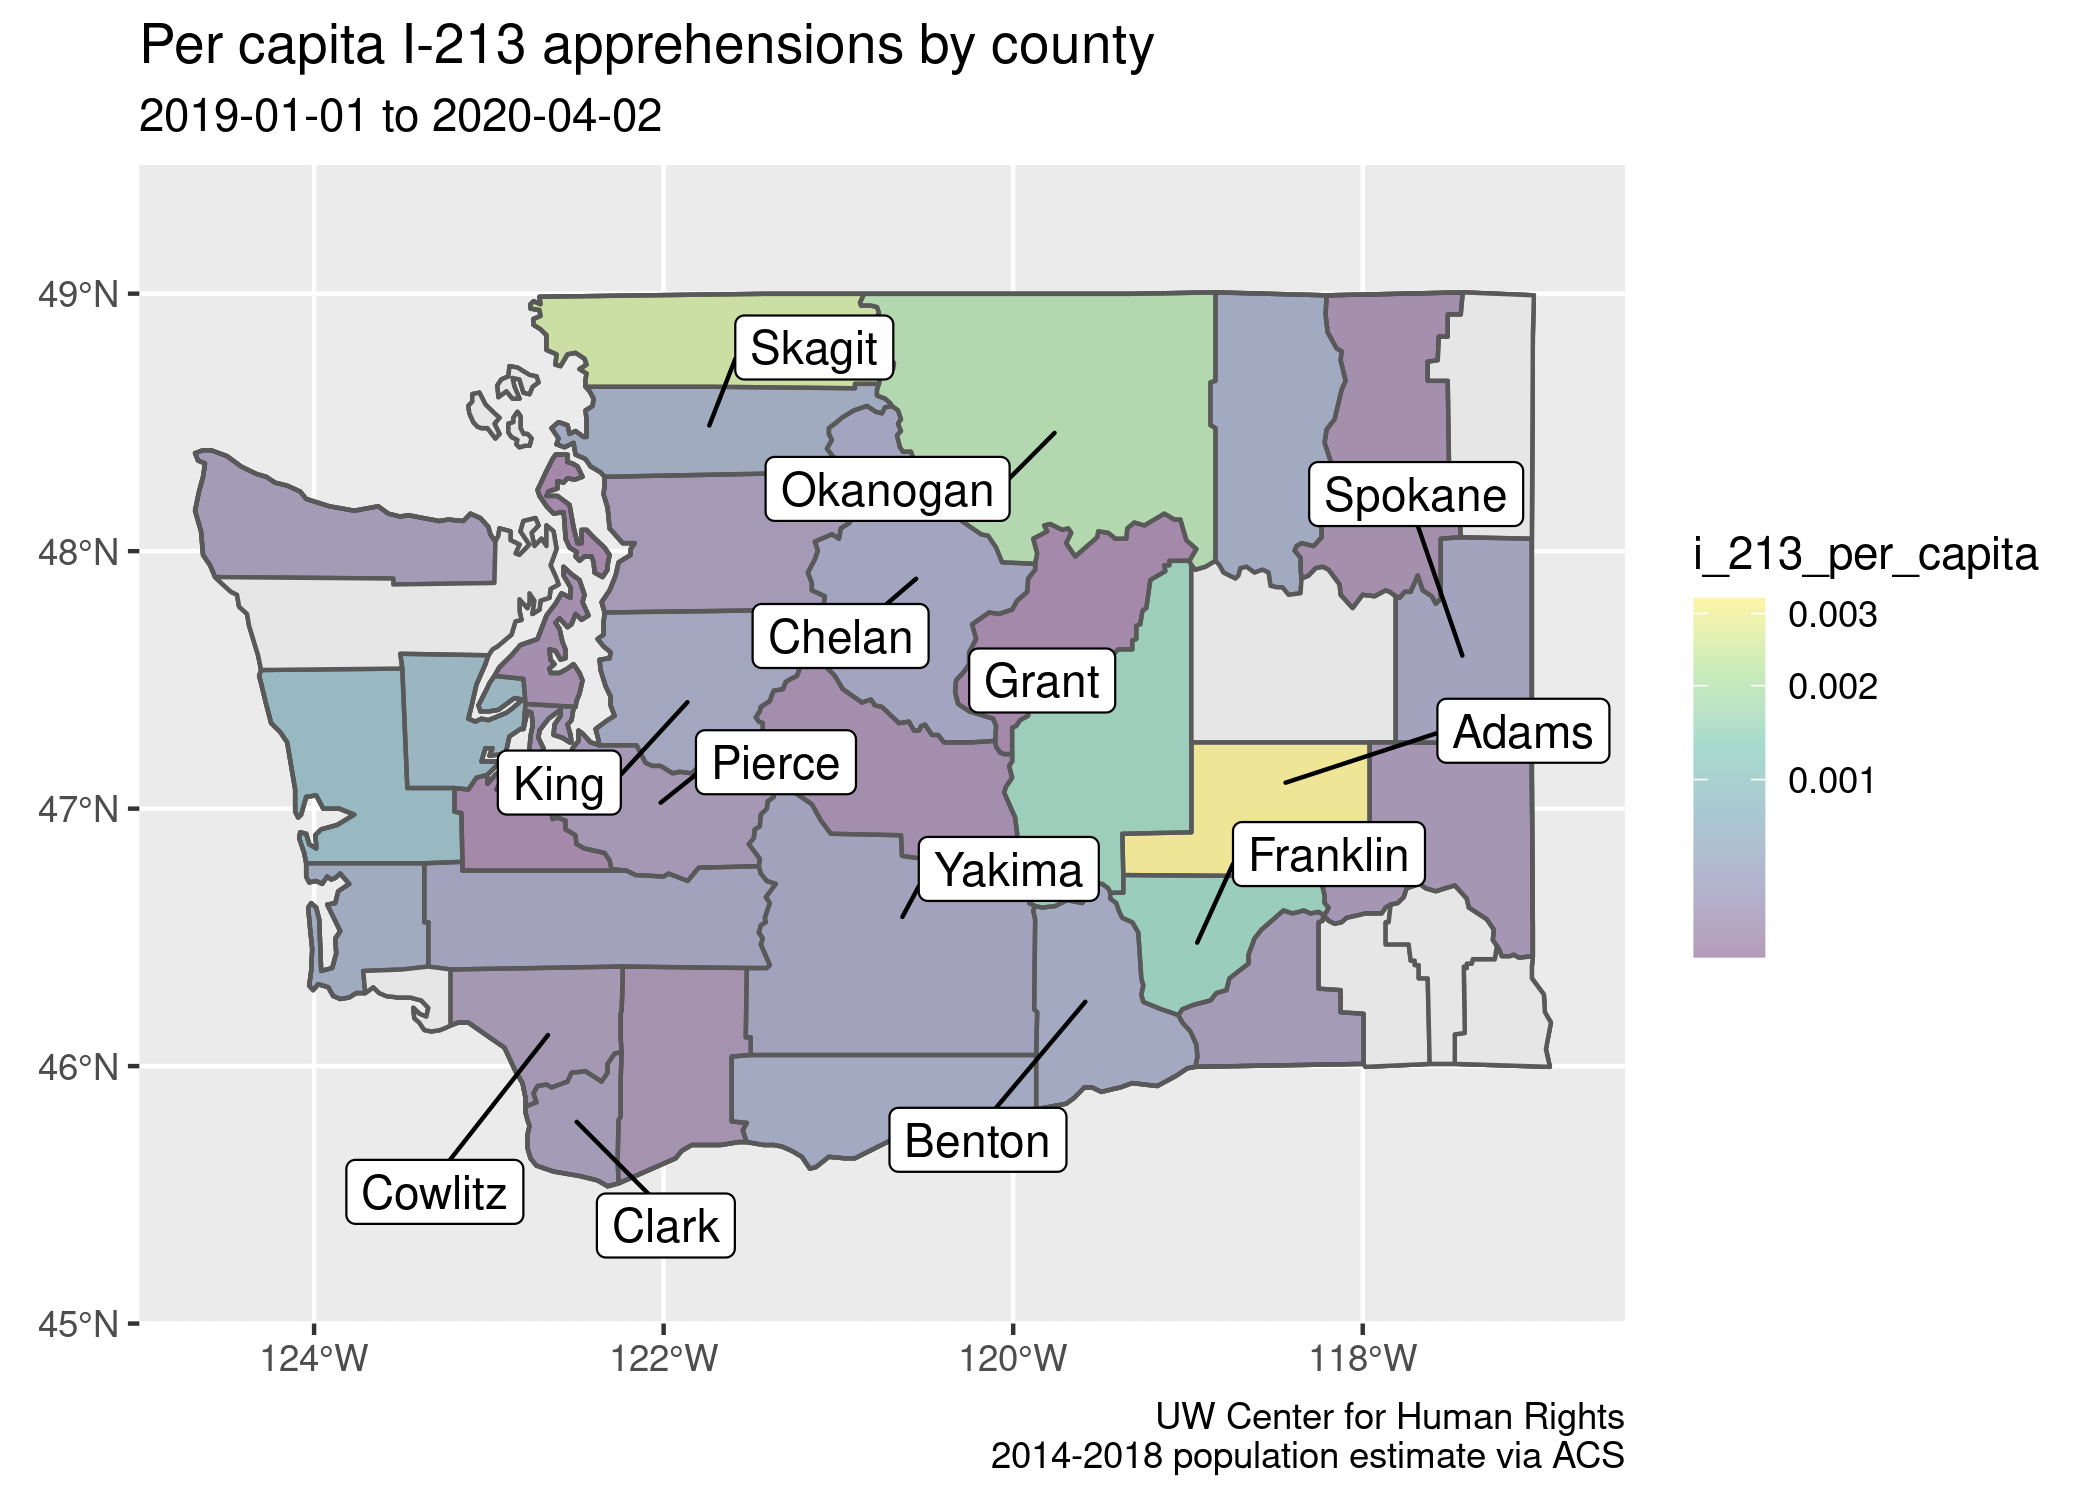 Per capita I-213 apprehensions by county
2019-01-01 to 2020-04-02
49°N
48°N
47°N
46°N
45°N
124°W
122°W
120°W
118°W
Skagit
Okanogan
Spokane
Chelan
Grant
Adams
King
Pierce
Yakima
Franklin
Benton
Cowlitz
Clark
i_213_per_capita
0.003
0.002
0.001
UW Center for Human Rights
2014-2018 population estimate via ACS